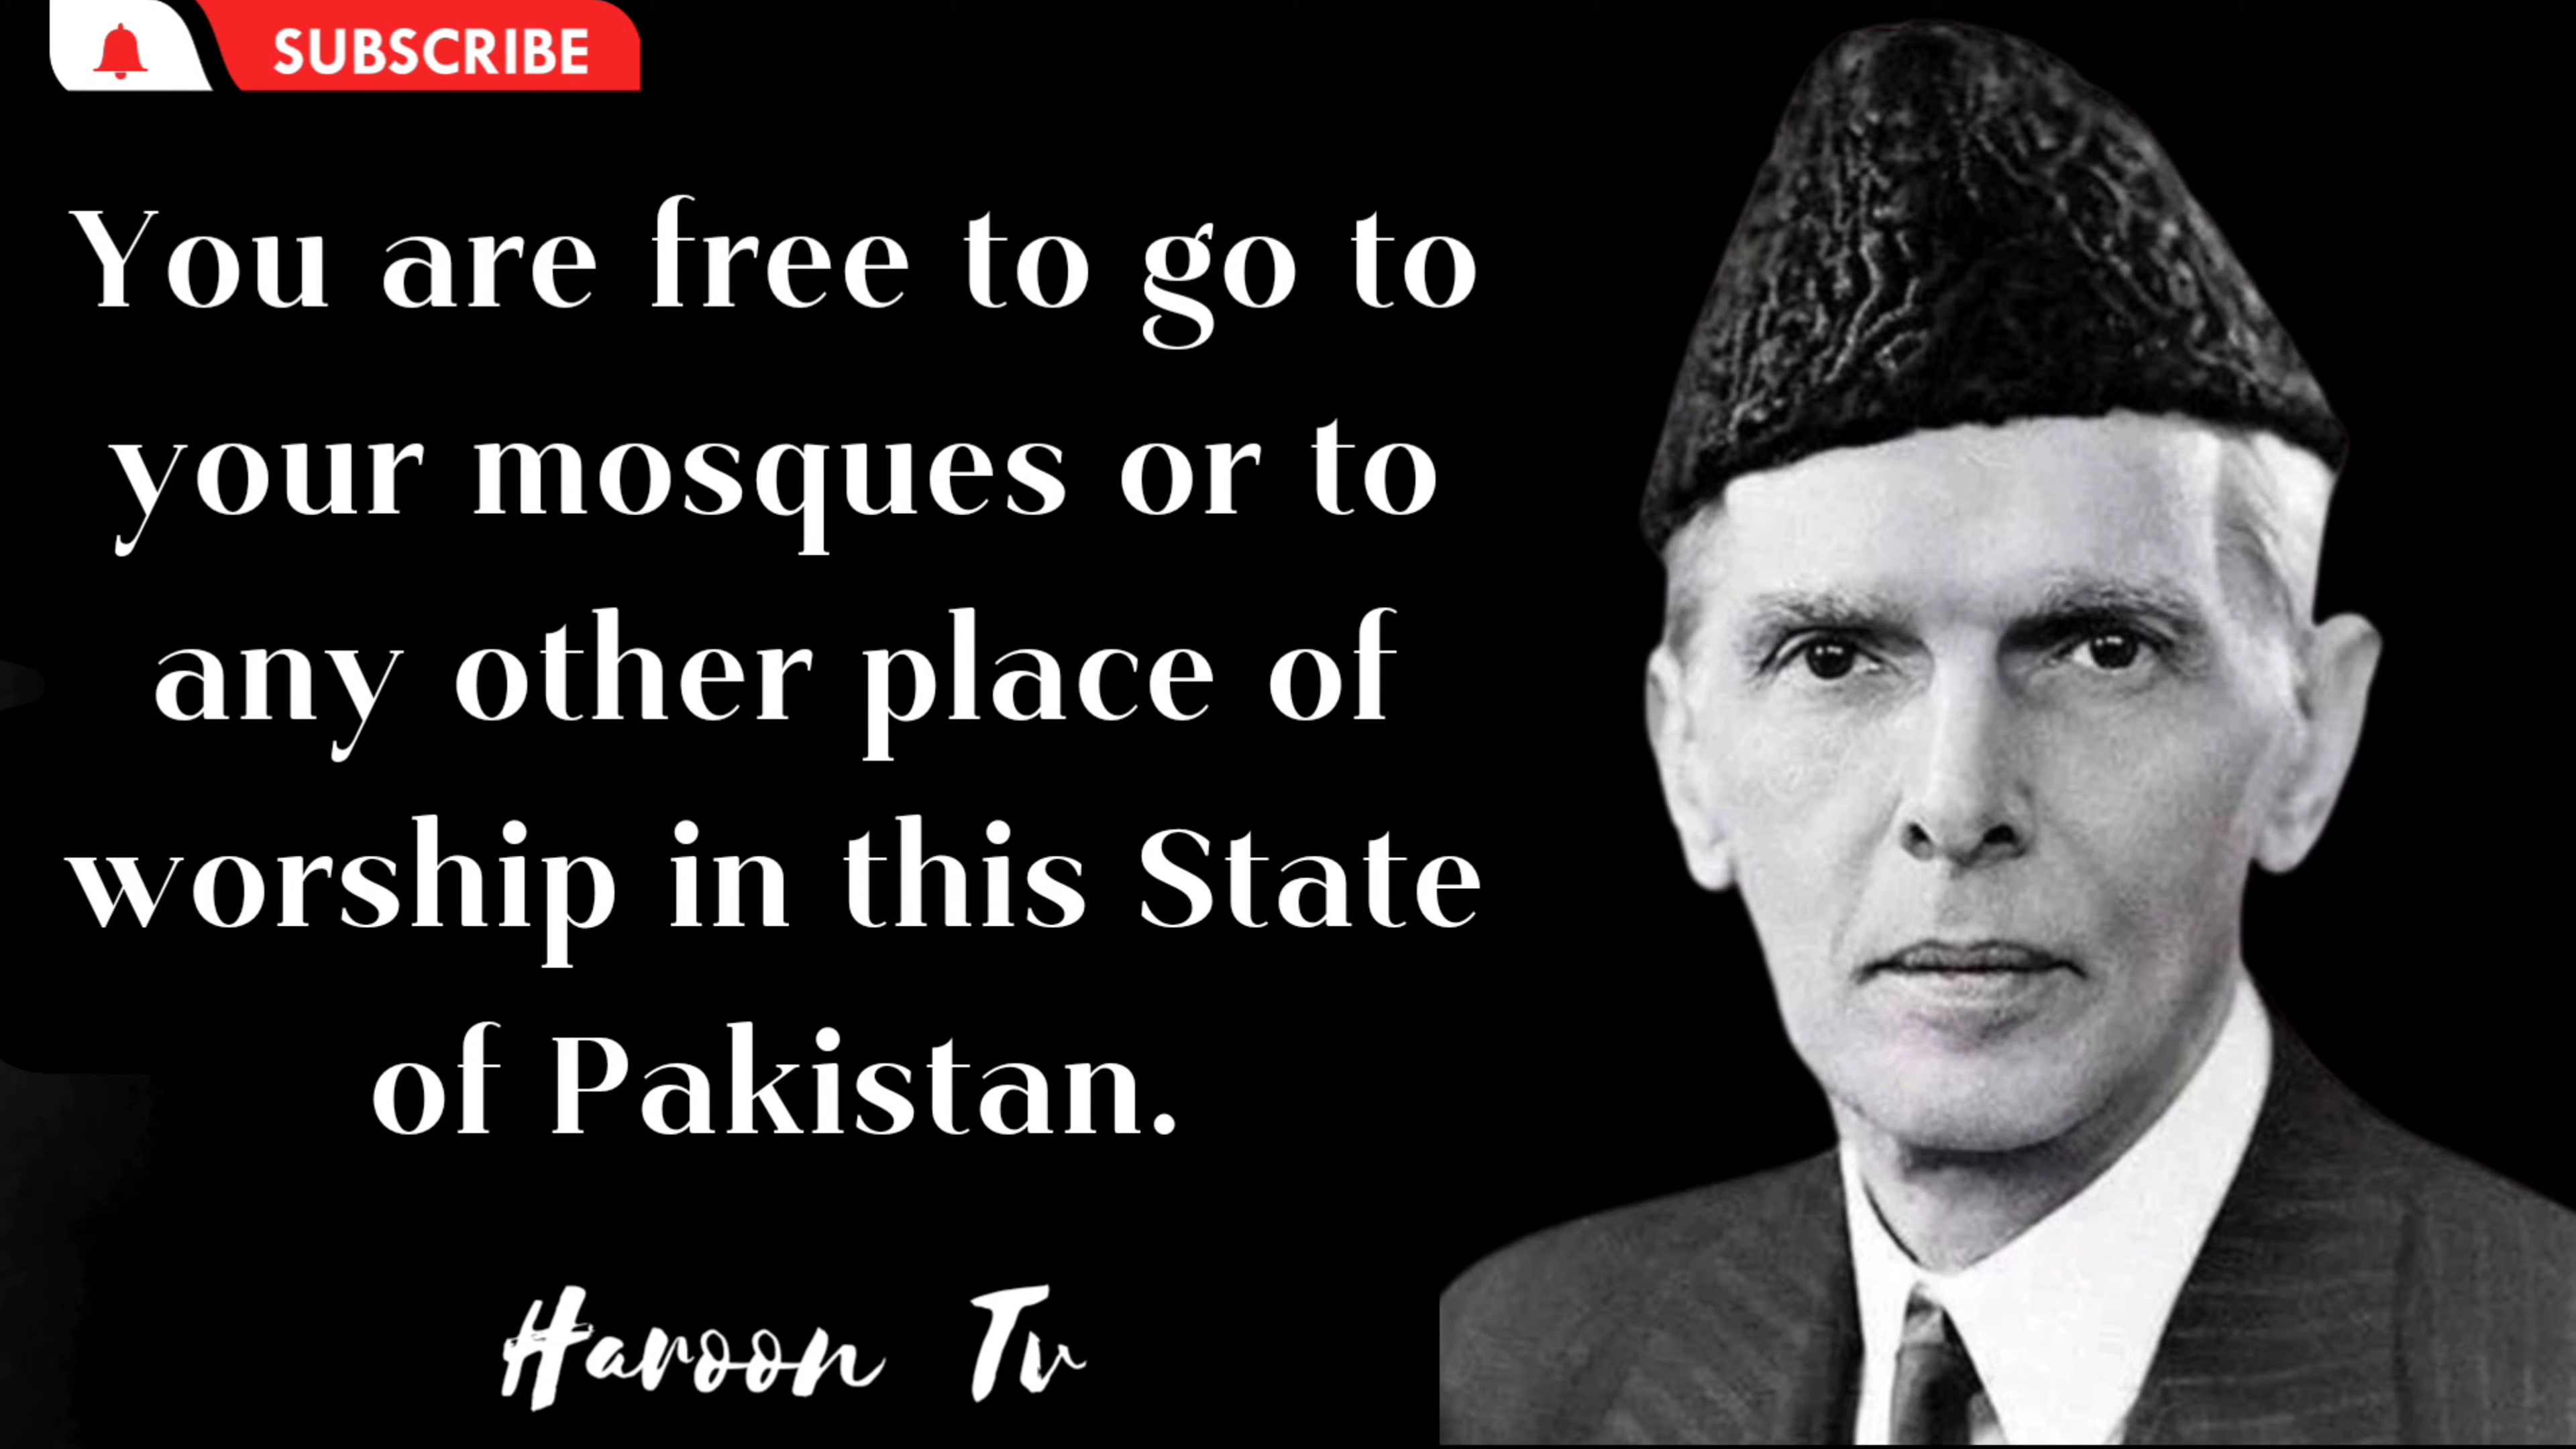 SUBSCRIBE
You are free to go to
your mosques or to
any other place of
worship in this State
of Pakistan.
Haroon Tv